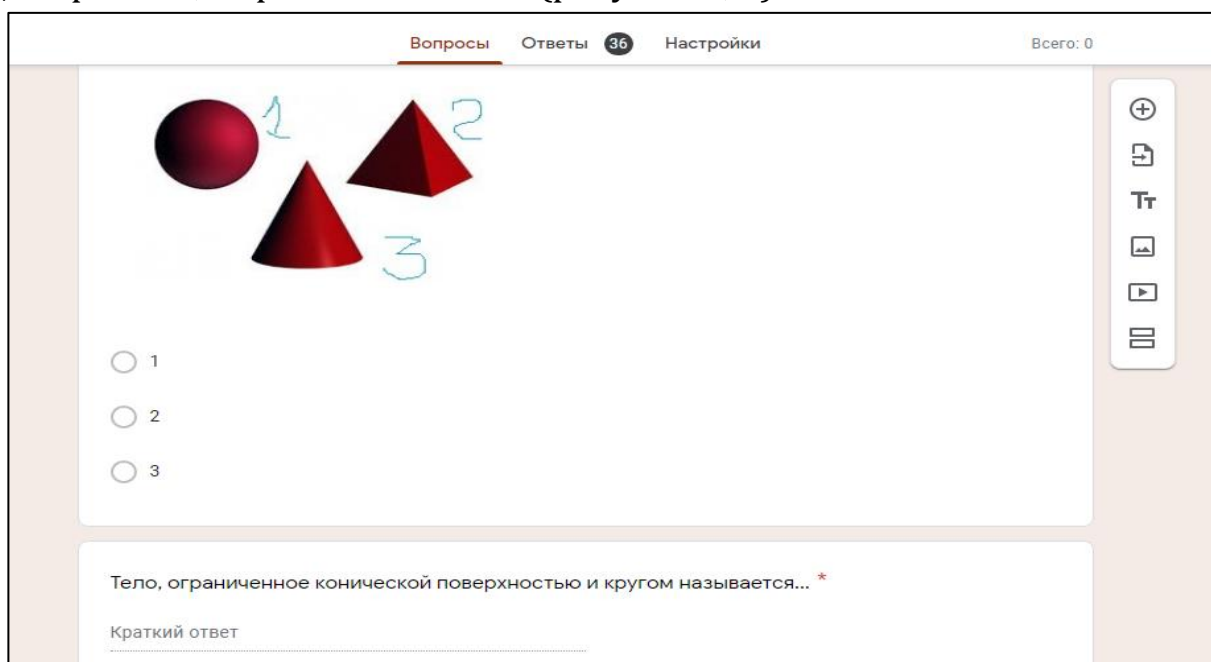 Вопросы Ответы 36 Настройки Всего: 0
1 2
3
Тт
1
2
3
Тело, ограниченное конической поверхностью и кругом называется... *
Краткий ответ